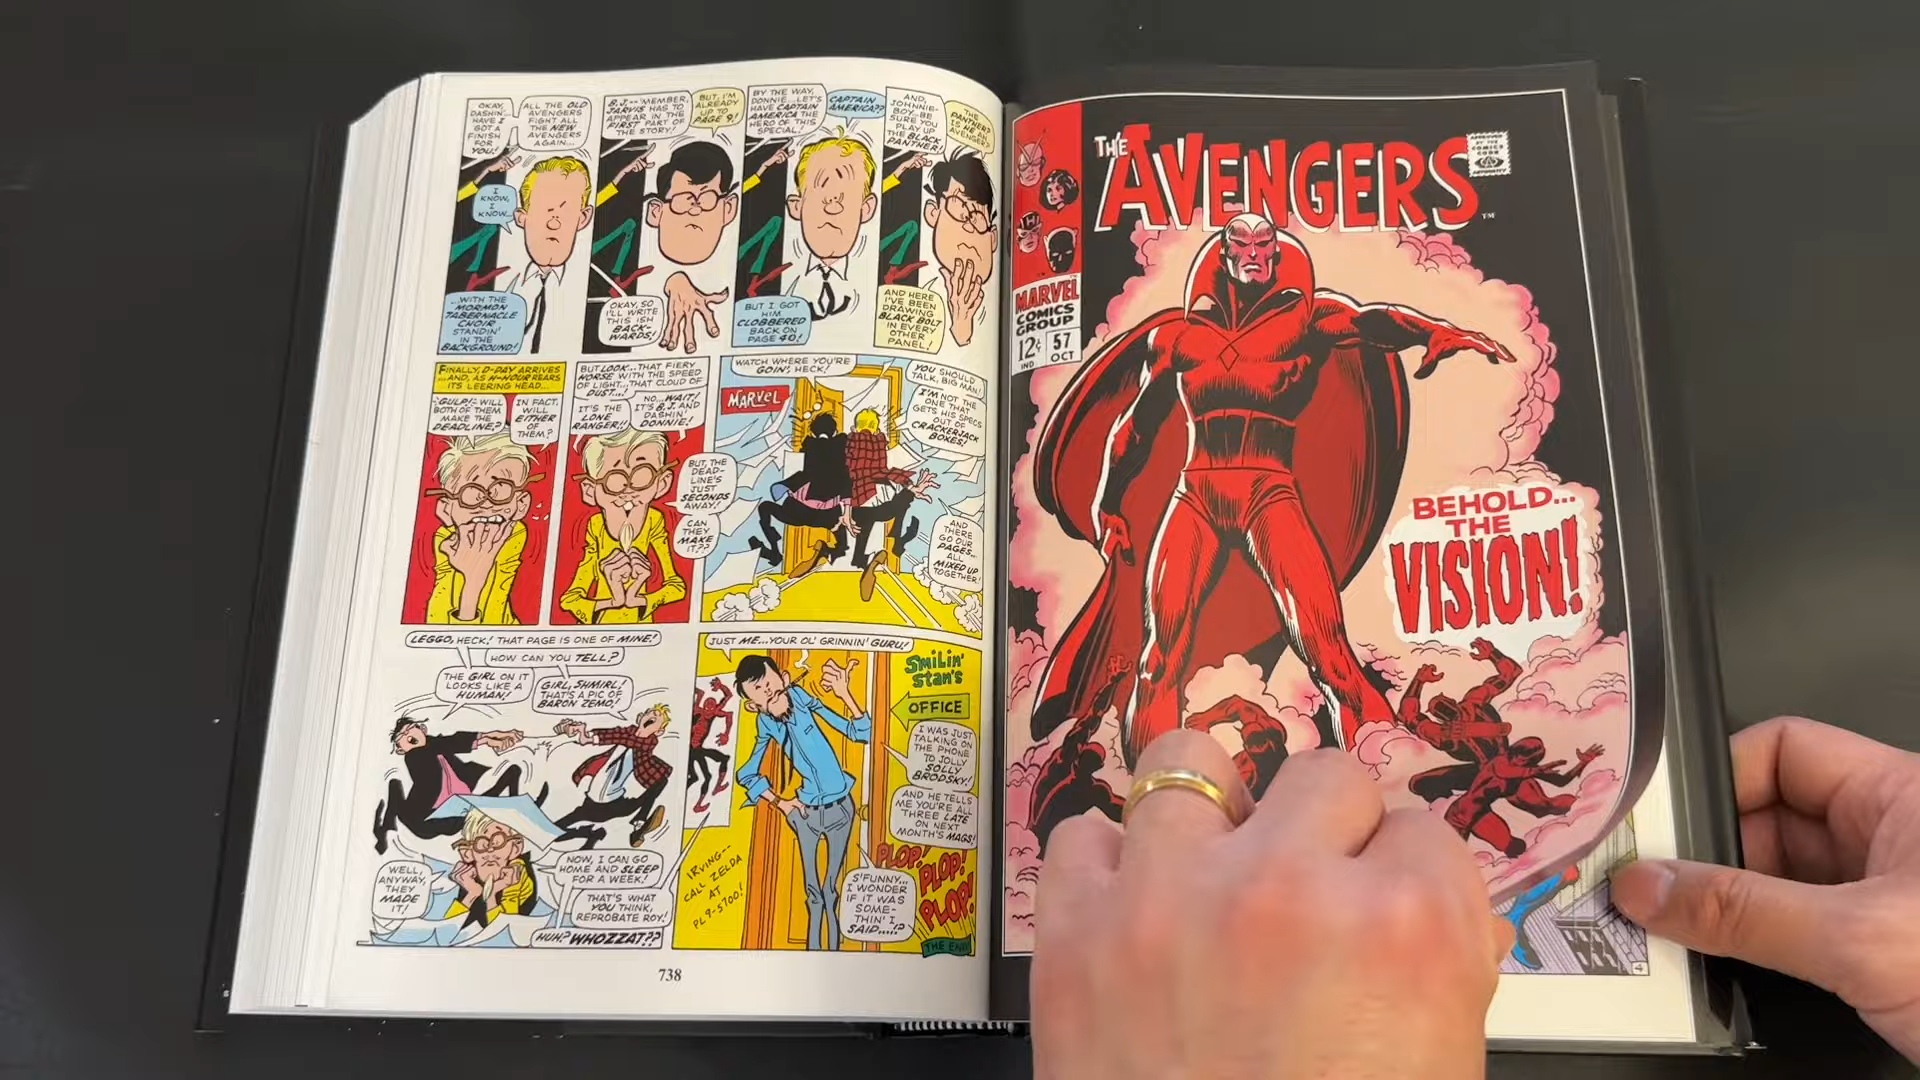 OKAY,
DASHIN'...
HAVE I
GOT A
FINISH
FOR
YOU!
ALL THE OLD
AVENGERS
FIGHT ALL
THE NEW
AVENGERS
AGAIN...
I
KNOW,
I
KNOW...
...WITH THE
MORMON
TABERNACLE
CHOIR
STANDIN'
IN THE
BACKGROUND!
B.J.--'MEMBER,
JARVIS HAS TO
APPEAR IN THE
FIRST PART OF
THE STORY!
BUT, I'M
ALREADY
UP TO
PAGE 9!
OKAY, SO
I'LL WRITE
THIS ISH
BACK-
WARDS!
BY THE WAY,
DONNIE...LET'S
HAVE CAPTAIN
AMERICA THE
HERO OF THIS
SPECIAL!
CAPTAIN
AMERICA??
BUT I GOT
HIM
CLOBBERED
BACK ON
PAGE 40!
AND,
JOHNNIE-
BOY...BE
SURE YOU
PLAY UP
THE BLACK
PANTHER!
THE
PANTHER?
IS HE AN
AVENGER?
AND HERE
I'VE BEEN
DRAWING
BLACK BOLT
IN EVERY
OTHER
PANEL!
FINALLY, D-DAY ARRIVES
...AND, AS H-HOUR REARS
ITS LEERING HEAD...
'GULP!'- WILL
BOTH OF THEM
MAKE THE
DEADLINE?
IN FACT,
WILL
EITHER
OF
THEM?
BUT LOOK...THAT FIERY
HORSE WITH THE SPEED
OF LIGHT...THAT CLOUD OF
DUST...!
IT'S THE
LONE
RANGER!!
NO...WAIT!
IT'S B.J. AND
DASHIN'
DONNIE!
BUT, THE
DEAD-
LINE'S
JUST
SECONDS
AWAY!
CAN
THEY
MAKE
IT??
WATCH WHERE YOU'RE
GOIN', HECK!
MARVEL
YOU SHOULD
TALK, BIG MAN!
I'M NOT THE
ONE THAT
GETS HIS SPECS
OUT OF
CRACKERJACK
BOXES!
AND
THERE
GO OUR
PAGES...
ALL
MIXED UP
TOGETHER!
LEGGO, HECK! THAT PAGE IS ONE OF MINE!
HOW CAN YOU TELL?
THE GIRL ON IT
LOOKS LIKE A
HUMAN!
GIRL, SHMIRL!
THAT'S A PIC OF
BARON ZEMO!
WELL,
ANYWAY,
THEY
MADE
IT!
NOW, I CAN GO
HOME AND SLEEP
FOR A WEEK!
THAT'S WHAT
YOU THINK,
REPROBATE ROY!
HUH? WHOZZAT??
JUST ME...YOUR OL' GRINNIN' GURU!
SMILIN'
STAN'S
OFFICE
I WAS JUST
TALKING ON
THE PHONE
TO JOLLY
SOLLY
BRODSKY!
AND HE TELLS
ME YOU'RE ALL
THREE LATE
ON NEXT
MONTH'S MAGS!
IRVING--
CALL ZELDA
AT
PL9-5700!
PLOP!
PLOP!
PLOP!
S'FUNNY...
I WONDER
IF IT WAS
SOME-
THIN' I
SAID.....!?
THE END
738
THE
AVENGERS
TM
APPROVED
BY THE
COMICS
CODE
AUTHORITY
MARVEL
COMICS
GROUP
12¢
IND
57
OCT
BEHOLD...
THE
VISION!
4